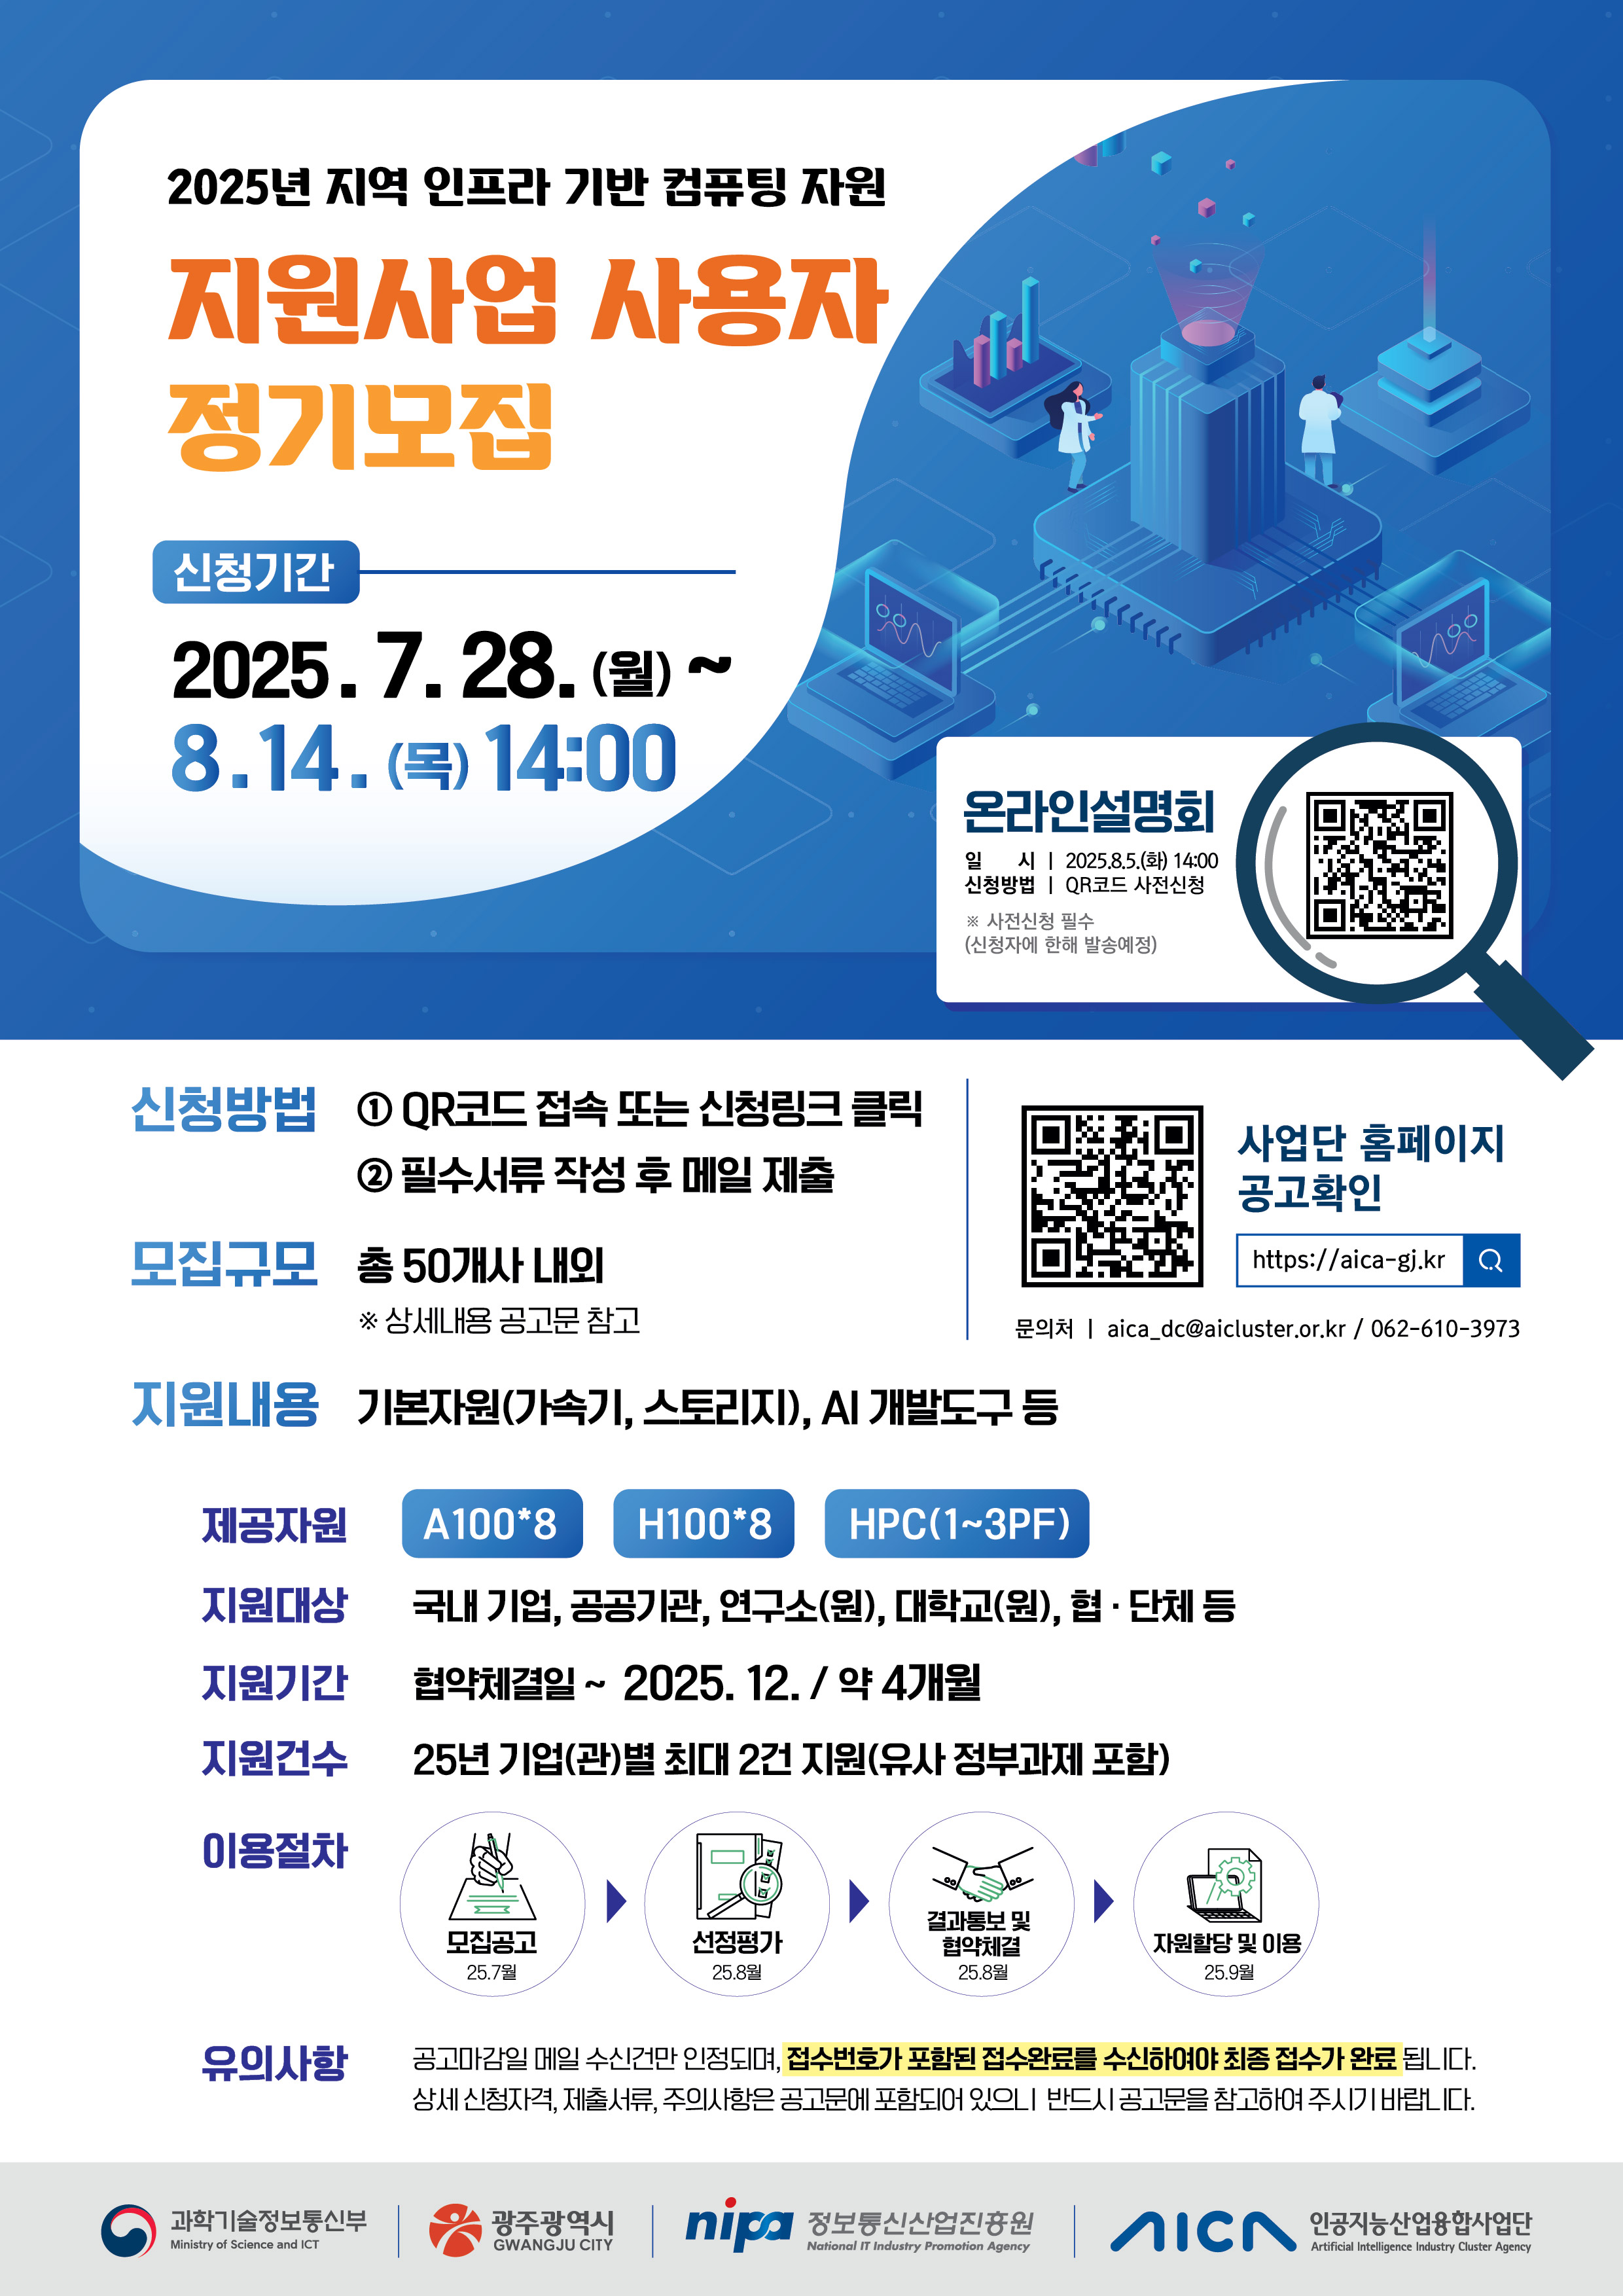 2025년 지역 인프라 기반 컴퓨팅 자원
지원사업 사용자
정기모집
신청기간
2025. 7. 28. (월) ~
8. 14. (목) 14:00
온라인설명회
일 시 | 2025.8.5.(화) 14:00
신청방법 | QR코드 사전신청
※ 사전신청 필수
(신청자에 한해 발송예정)
신청방법
① QR코드 접속 또는 신청링크 클릭
② 필수서류 작성 후 메일 제출
모집규모
총 50개사 내외
※ 상세내용 공고문 참고
사업단 홈페이지
공고확인
https://aica-gj.kr
문의처 | aica_dc@aicluster.or.kr / 062-610-3973
지원내용
기본자원(가속기, 스토리지), AI 개발도구 등
제공자원
A100*8
H100*8
HPC(1~3PF)
지원대상
국내 기업, 공공기관, 연구소(원), 대학교(원), 협·단체 등
지원기간
협약체결일 ~ 2025. 12. / 약 4개월
지원건수
25년 기업(관)별 최대 2건 지원(유사 정부과제 포함)
이용절차
모집공고
25.7월
선정평가
25.8월
결과통보 및
협약체결
25.8월
자원할당 및 이용
25.9월
유의사항
공고마감일 메일 수신건만 인정되며, 접수번호가 포함된 접수완료를 수신하여야 최종 접수가 완료 됩니다.
상세 신청자격, 제출서류, 주의사항은 공고문에 포함되어 있으니 반드시 공고문을 참고하여 주시기 바랍니다.
과학기술정보통신부
Ministry of Science and ICT
광주광역시
GWANGJU CITY
nipa 정보통신산업진흥원
National IT Industry Promotion Agency
AICA 인공지능산업융합사업단
Artificial Intelligence Industry Cluster Agency